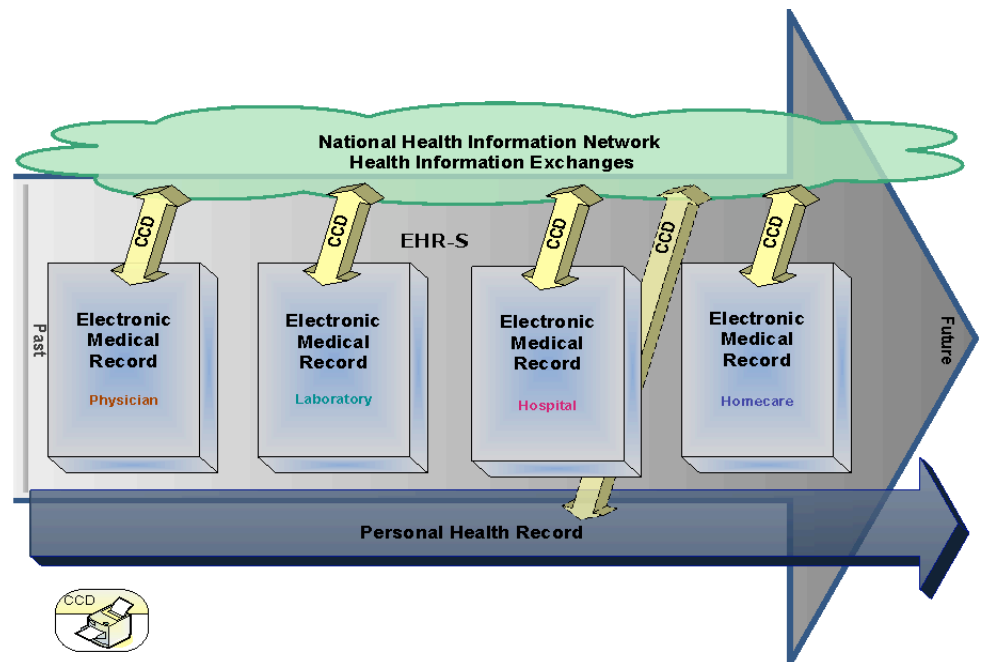 National Health Information Network
Health Information Exchanges
CCD
CCD
CCD
CCD
CCD
EHR-S
Past
Electronic
Medical
Record
Physician
Electronic
Medical
Record
Laboratory
Electronic
Medical
Record
Hospital
Electronic
Medical
Record
Homecare
Future
Personal Health Record
CCD